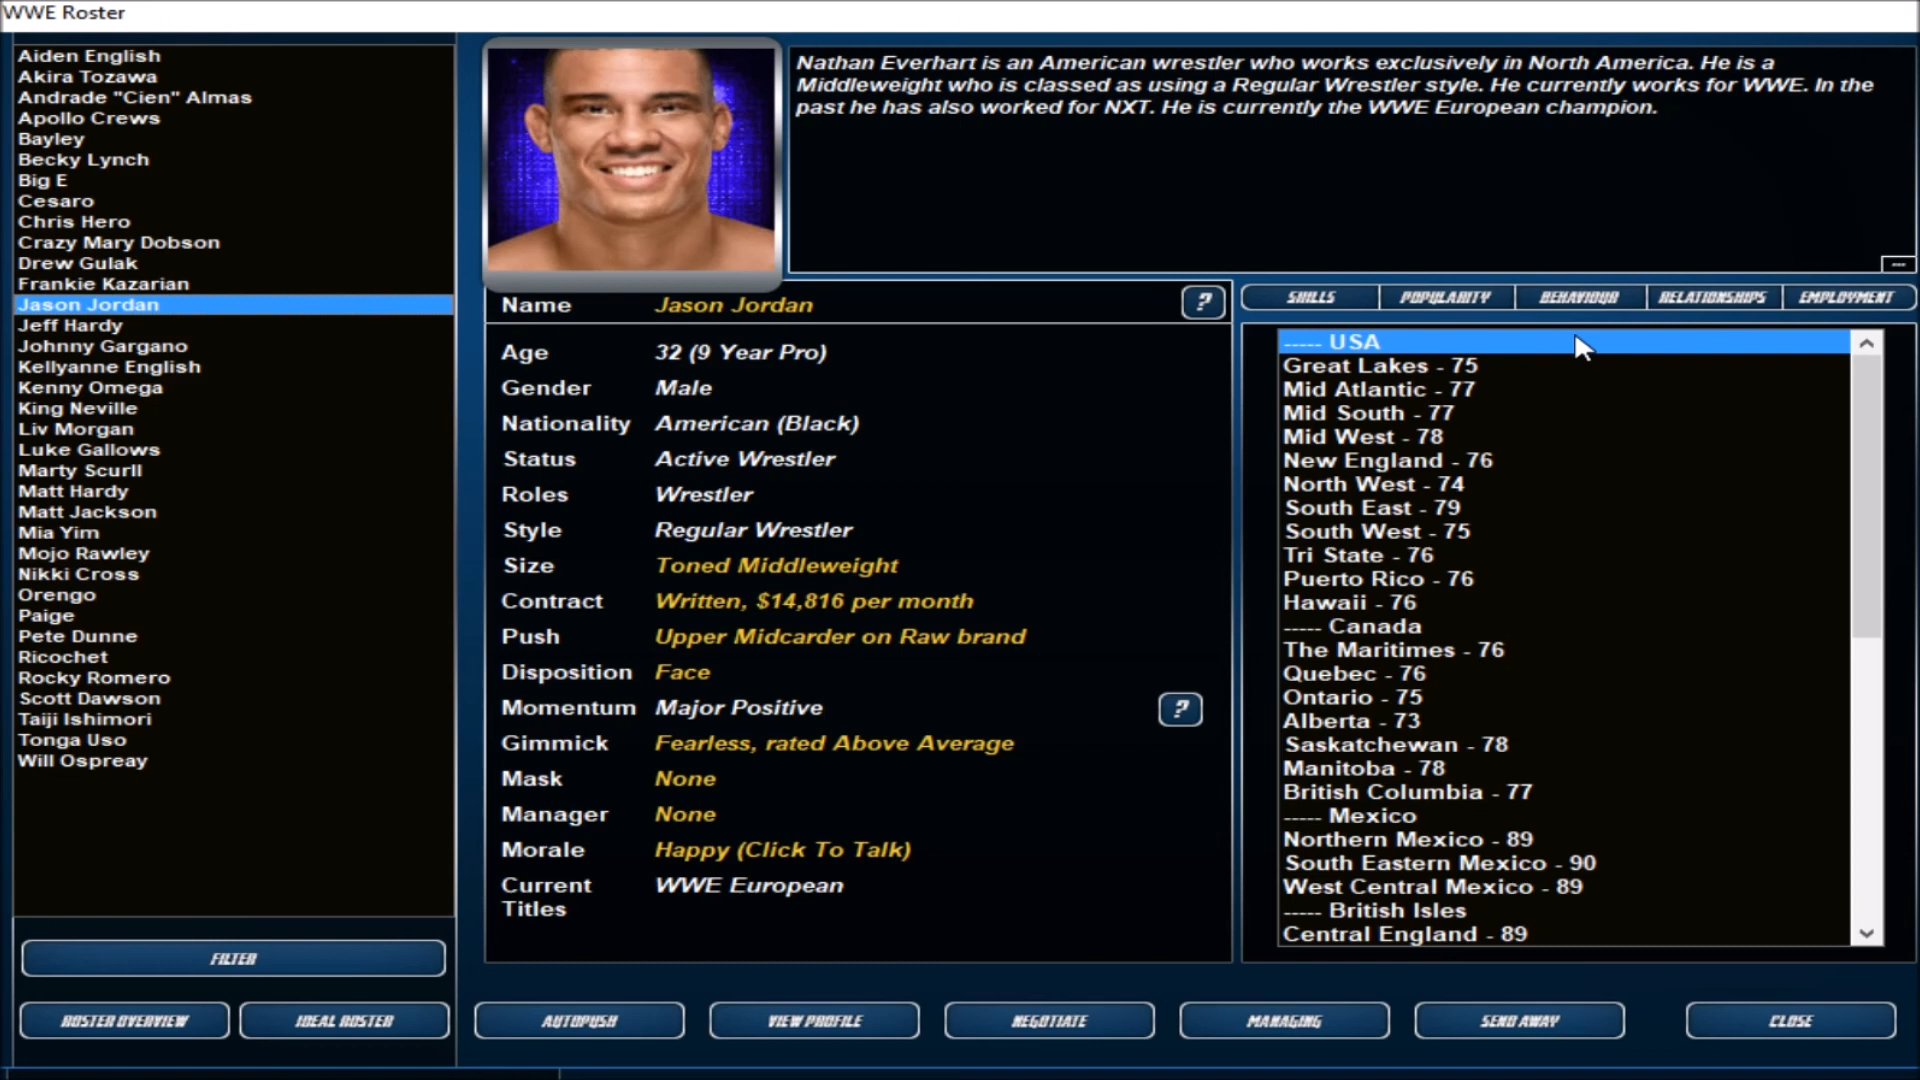 WWE Roster
Aiden English
Akira Tozawa
Andrade "Cien" Almas
Apollo Crews
Bayley
Becky Lynch
Big E
Cesaro
Chris Hero
Crazy Mary Dobson
Drew Gulak
Frankie Kazarian
Jason Jordan
Jeff Hardy
Johnny Gargano
Kellyanne English
Kenny Omega
King Neville
Liv Morgan
Luke Gallows
Marty Scurll
Matt Hardy
Matt Jackson
Mia Yim
Mojo Rawley
Nikki Cross
Orengo
Paige
Pete Dunne
Ricochet
Rocky Romero
Scott Dawson
Taiji Ishimori
Tonga Uso
Will Ospreay
FILTER
ROSTER OVERVIEW
IDEAL ROSTER
Nathan Everhart is an American wrestler who works exclusively in North America. He is a
Middleweight who is classed as using a Regular Wrestler style. He currently works for WWE. In the
past he has also worked for NXT. He is currently the WWE European champion.
...
Name Jason Jordan ?
Age 32 (9 Year Pro)
Gender Male
Nationality American (Black)
Status Active Wrestler
Roles Wrestler
Style Regular Wrestler
Size Toned Middleweight
Contract Written, $14,816 per month
Push Upper Midcarder on Raw brand
Disposition Face
Momentum Major Positive ?
Gimmick Fearless, rated Above Average
Mask None
Manager None
Morale Happy (Click To Talk)
Current WWE European
Titles
SKILLS POPULARITY BEHAVIOUR RELATIONSHIPS EMPLOYMENT
----- USA
Great Lakes - 75
Mid Atlantic - 77
Mid South - 77
Mid West - 78
New England - 76
North West - 74
South East - 79
South West - 75
Tri State - 76
Puerto Rico - 76
Hawaii - 76
----- Canada
The Maritimes - 76
Quebec - 76
Ontario - 75
Alberta - 73
Saskatchewan - 78
Manitoba - 78
British Columbia - 77
----- Mexico
Northern Mexico - 89
South Eastern Mexico - 90
West Central Mexico - 89
----- British Isles
Central England - 89
AUTOPUSH
VIEW PROFILE
NEGOTIATE
MANAGING
SEND AWAY
CLOSE